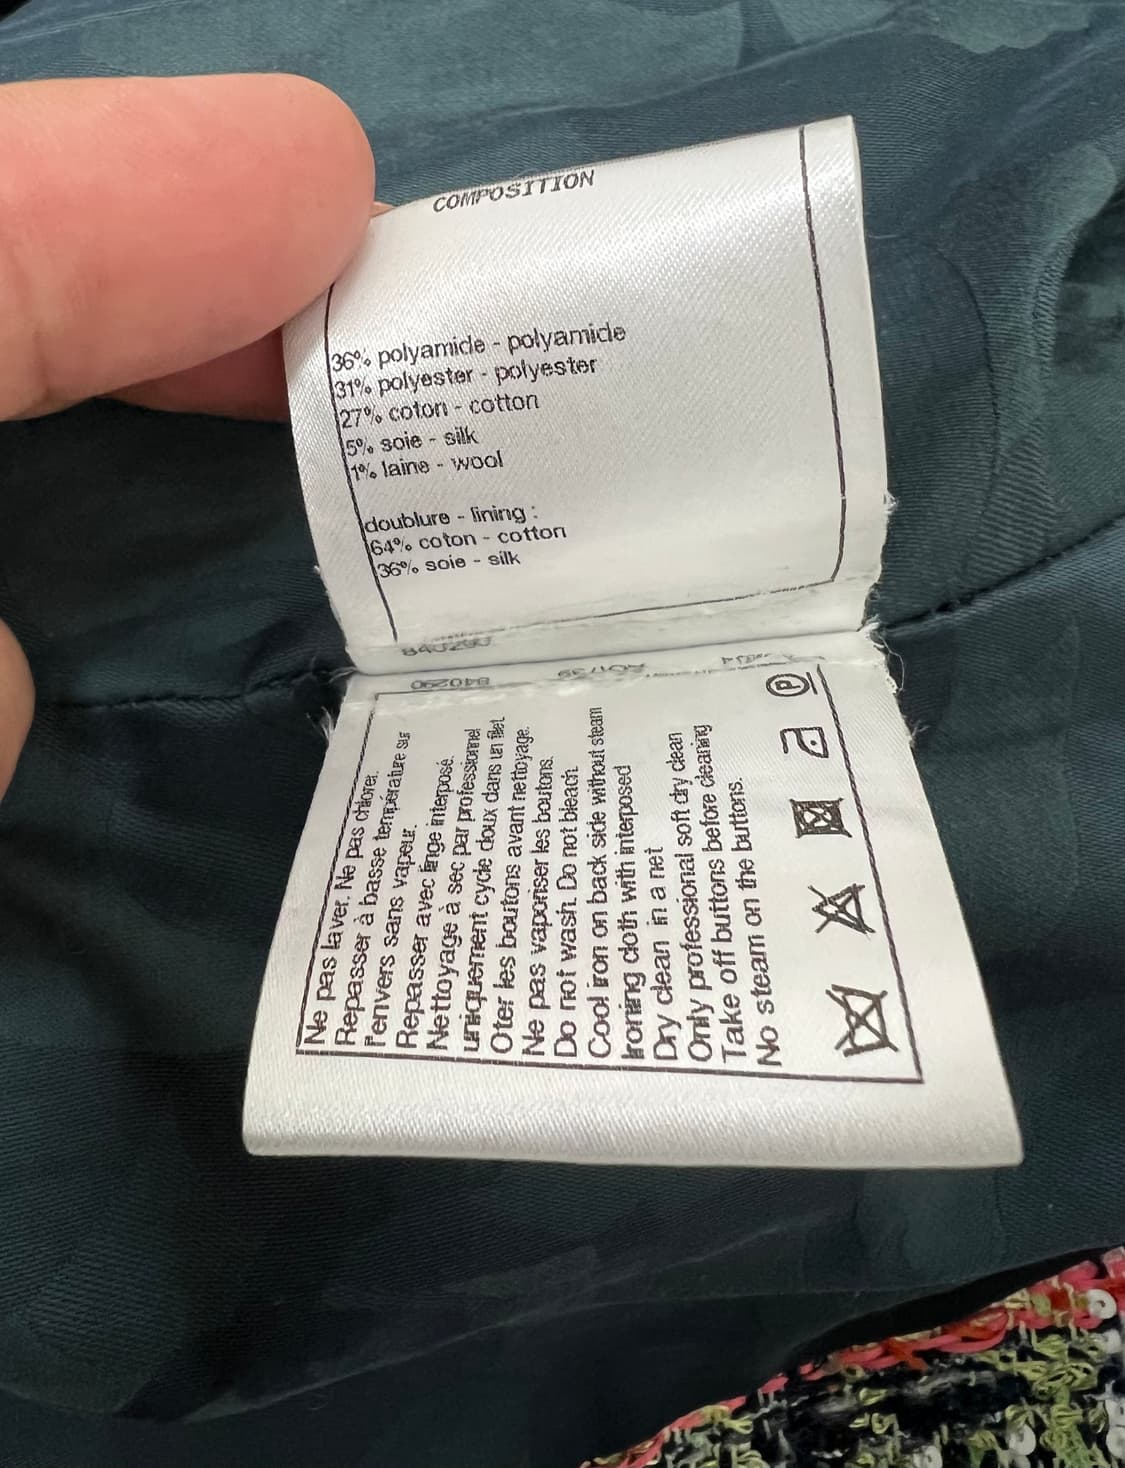 COMPOSITION
36% polyamide - polyamide
31% polyester - polyester
27% coton - cotton
5% soie - silk
1% laine - wool
doublure - lining :
64% coton - cotton
36% soie - silk
840290
840290
Ne pas laver. Ne pas chlorer.
Repasser à basse température sur
l'envers sans vapeur.
Repasser avec linge interposé.
Nettoyage à sec par professionnel
uniquement cycle doux dans un filet
Oter les boutons avant nettoyage.
Ne pas vaporiser les boutons.
Do not wash. Do not bleach
Cool iron on back side without steam
Ironing cloth with interposed
Dry clean in a net
Only professional soft dry clean
Take off buttons before cleaning
No steam on the buttons.
P